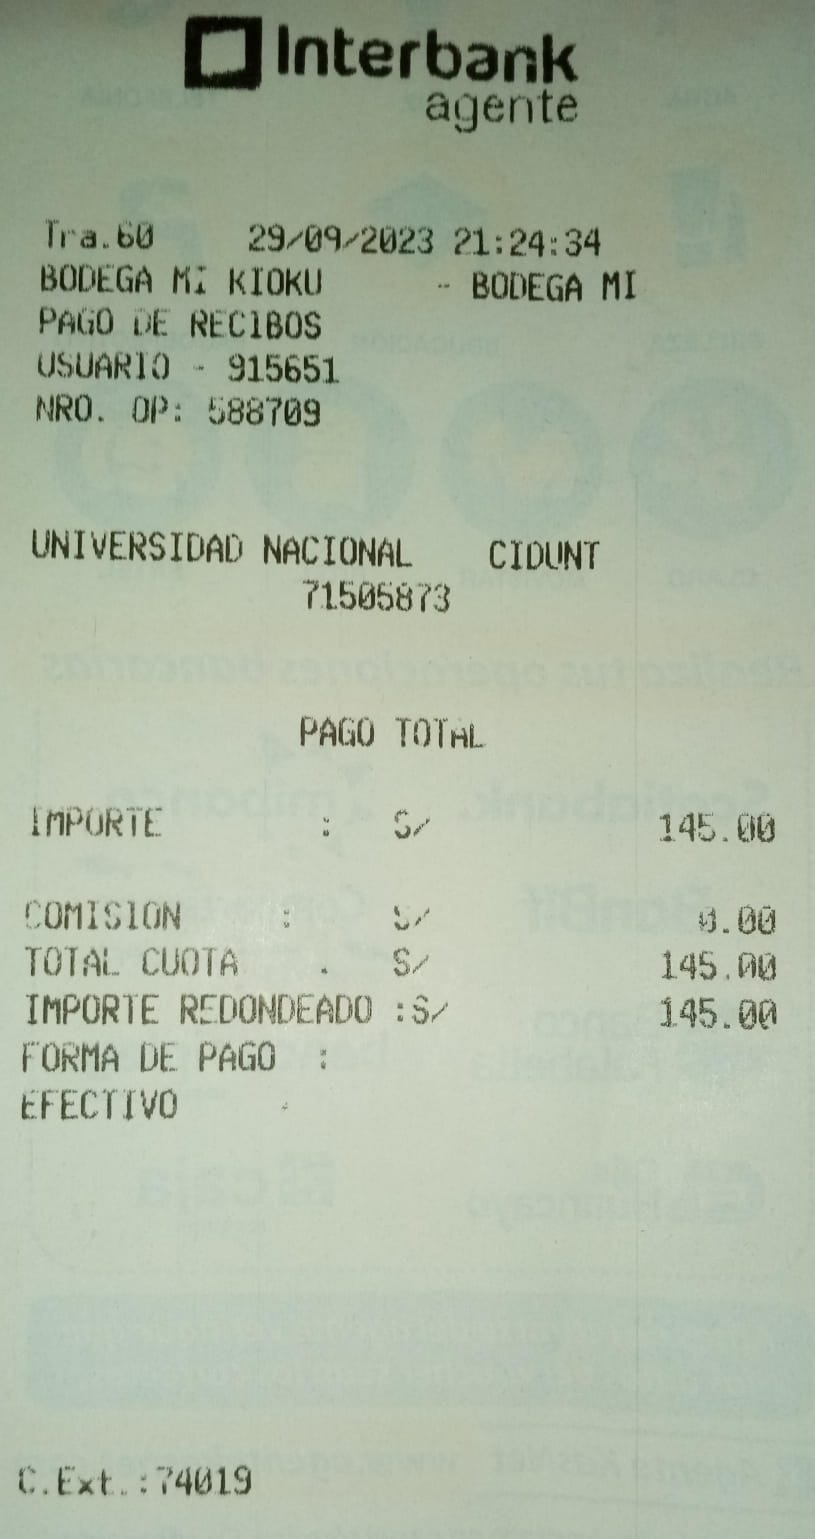 Interbank
agente
Tra.60 29/09/2023 21:24:34
BODEGA MI KIOKU - BODEGA MI
PAGO DE RECIBOS
USUARIO - 915651
NRO. OP: 588709
UNIVERSIDAD NACIONAL CIDUNT
71505873
PAGO TOTAL
IMPORTE : S/ 145.00
COMISION : S/ 0.00
TOTAL CUOTA . S/ 145.00
IMPORTE REDONDEADO :S/ 145.00
FORMA DE PAGO :
EFECTIVO
C.Ext.:74019